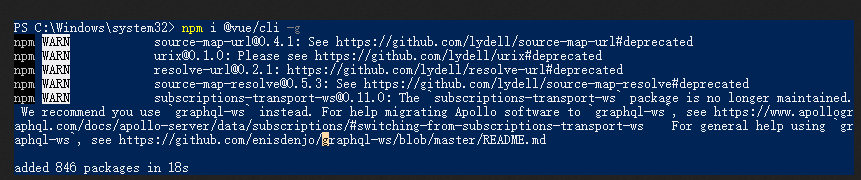 PS C:\Windows\system32> npm i @vue/cli -g
npm WARN source-map-url@0.4.1: See https://github.com/lydell/source-map-url#deprecated
npm WARN urix@0.1.0: Please see https://github.com/lydell/urix#deprecated
npm WARN resolve-url@0.2.1: https://github.com/lydell/resolve-url#deprecated
npm WARN source-map-resolve@0.5.3: See https://github.com/lydell/source-map-resolve#deprecated
npm WARN subscriptions-transport-ws@0.11.0: The `subscriptions-transport-ws` package is no longer maintained.
We recommend you use `graphql-ws` instead. For help migrating Apollo software to `graphql-ws`, see https://www.apollogr
aphql.com/docs/apollo-server/data/subscriptions/#switching-from-subscriptions-transport-ws For general help using `gr
aphql-ws`, see https://github.com/enisdenjo/graphql-ws/blob/master/README.md
added 846 packages in 18s